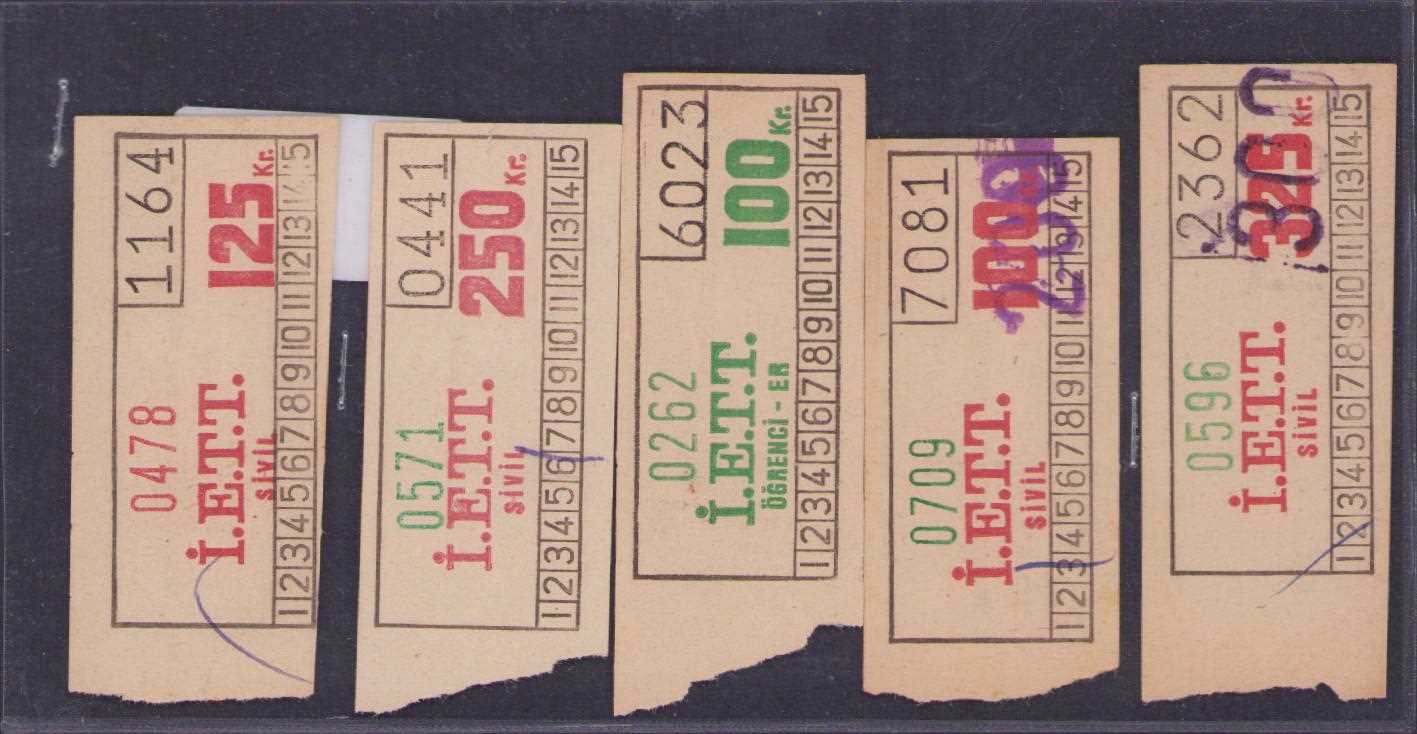 1164
0478
125 Kr.
İ.E.T.T.
SİVİL
1 2 3 4 5 6 7 8 9 10 11 12 13 14 15
0441
0571
250 Kr.
İ.E.T.T.
SİVİL
1 2 3 4 5 6 7 8 9 10 11 12 13 14 15
6023
0262
100 Kr.
İ.E.T.T.
ÖĞRENCİ - ER
1 2 3 4 5 6 7 8 9 10 11 12 13 14 15
7081
0709
100
İ.E.T.T.
SİVİL
1 2 3 4 5 6 7 8 9 10 11 12 13 14 15
2362
0596
325 Kr.
İ.E.T.T.
SİVİL
1 2 3 4 5 6 7 8 9 10 11 12 13 14 15